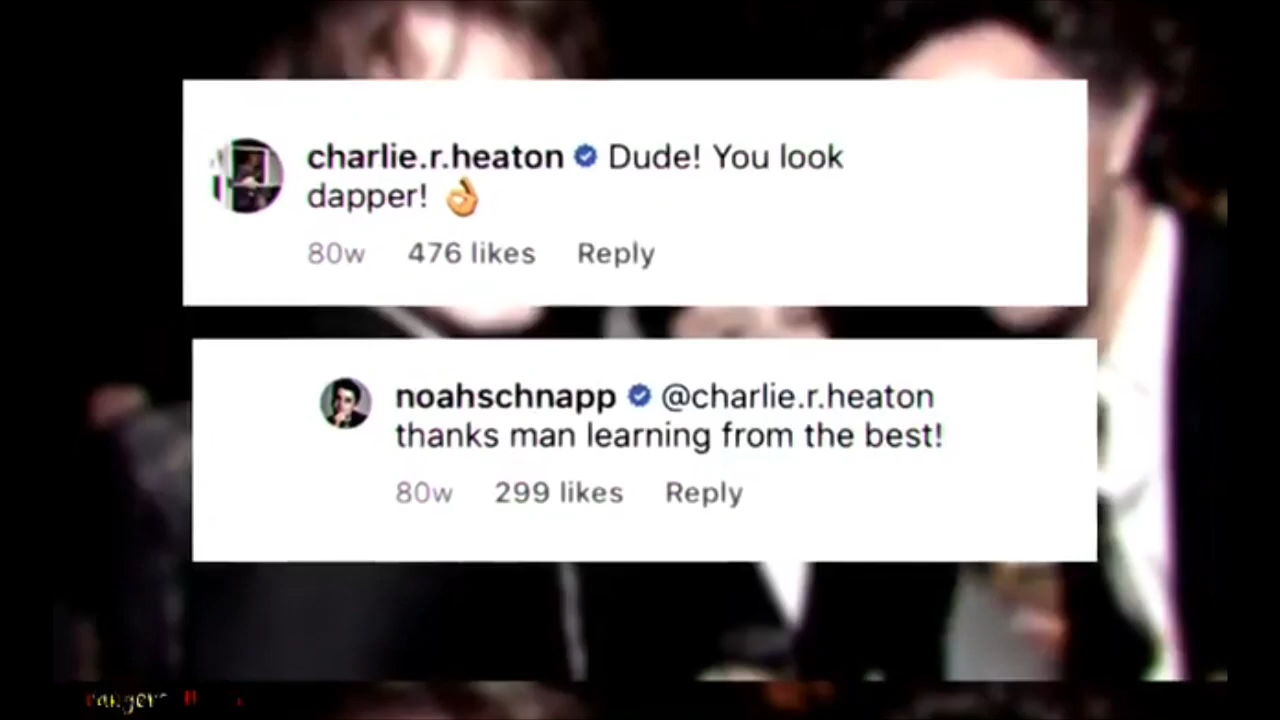 charlie.r.heaton Dude! You look
dapper! 👌
80w 476 likes Reply
noahschnapp @charlie.r.heaton
thanks man learning from the best!
80w 299 likes Reply